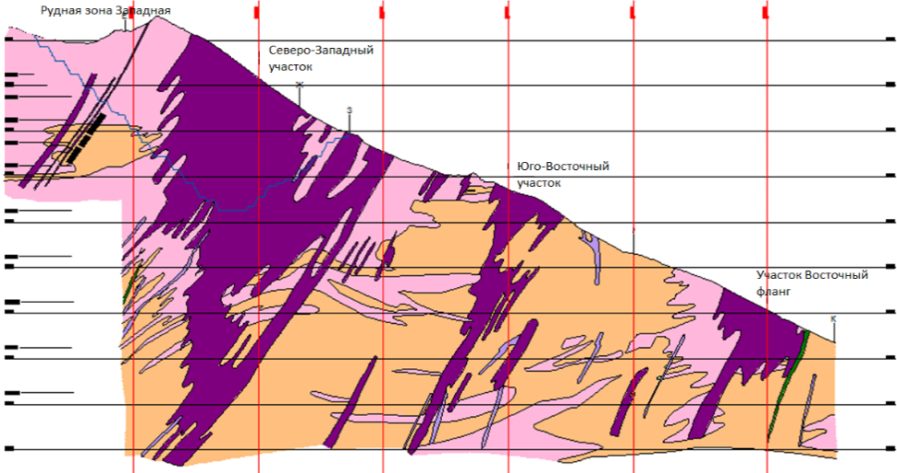 Рудная зона Западная
Северо-Западный
участок
Ж
З
Юго-Восточный
участок
Участок Восточный
фланг
К